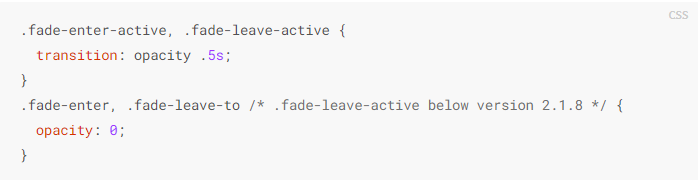 CSS
.fade-enter-active, .fade-leave-active {
  transition: opacity .5s;
}
.fade-enter, .fade-leave-to /* .fade-leave-active below version 2.1.8 */ {
  opacity: 0;
}